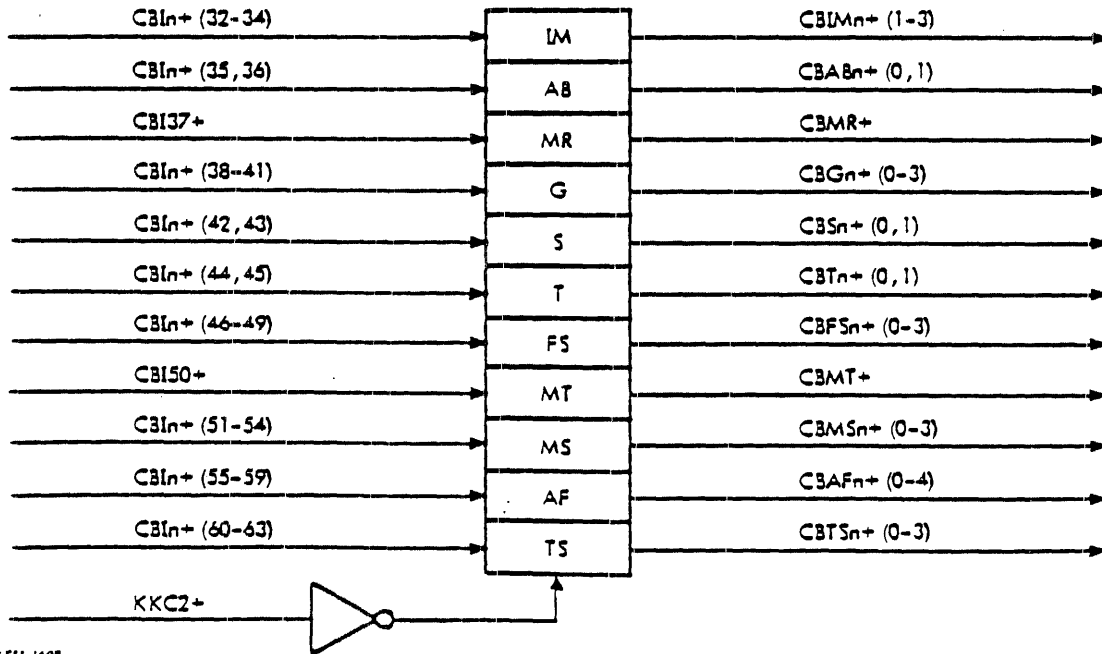 CBIn+ (32-34) IM CBIMn+ (1-3)
CBIn+ (35,36) AB CBABn+ (0,1)
CBI37+ MR CBMR+
CBIn+ (38-41) G CBGn+ (0-3)
CBIn+ (42,43) S CBSn+ (0,1)
CBIn+ (44,45) T CBTn+ (0,1)
CBIn+ (46-49) FS CBFSn+ (0-3)
CBI50+ MT CBMT+
CBIn+ (51-54) MS CBMSn+ (0-3)
CBIn+ (55-59) AF CBAFn+ (0-4)
CBIn+ (60-63) TS CBTSn+ (0-3)
KKC2+